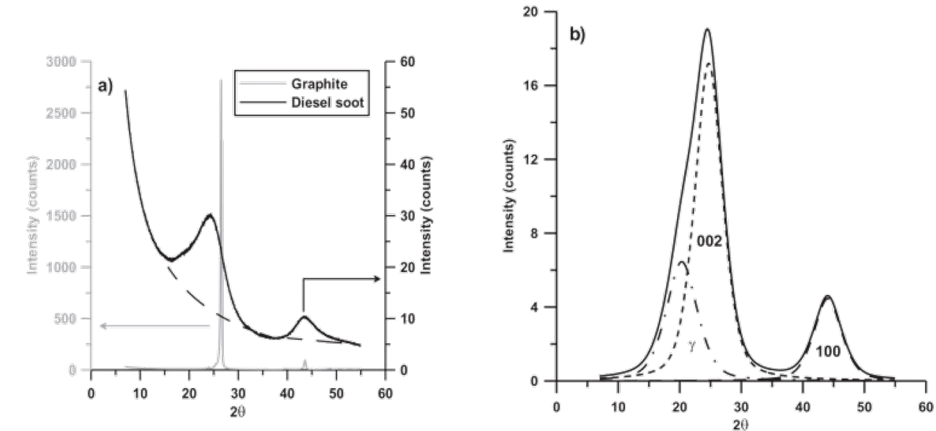 a)
Graphite
Diesel soot
Intensity (counts)
3000
2500
2000
1500
1000
500
0
60
50
40
30
20
10
0
Intensity (counts)
0 10 20 30 40 50 60
2θ
b)
Intensity (counts)
20
16
12
8
4
0
002
γ
100
0 10 20 30 40 50 60
2θ